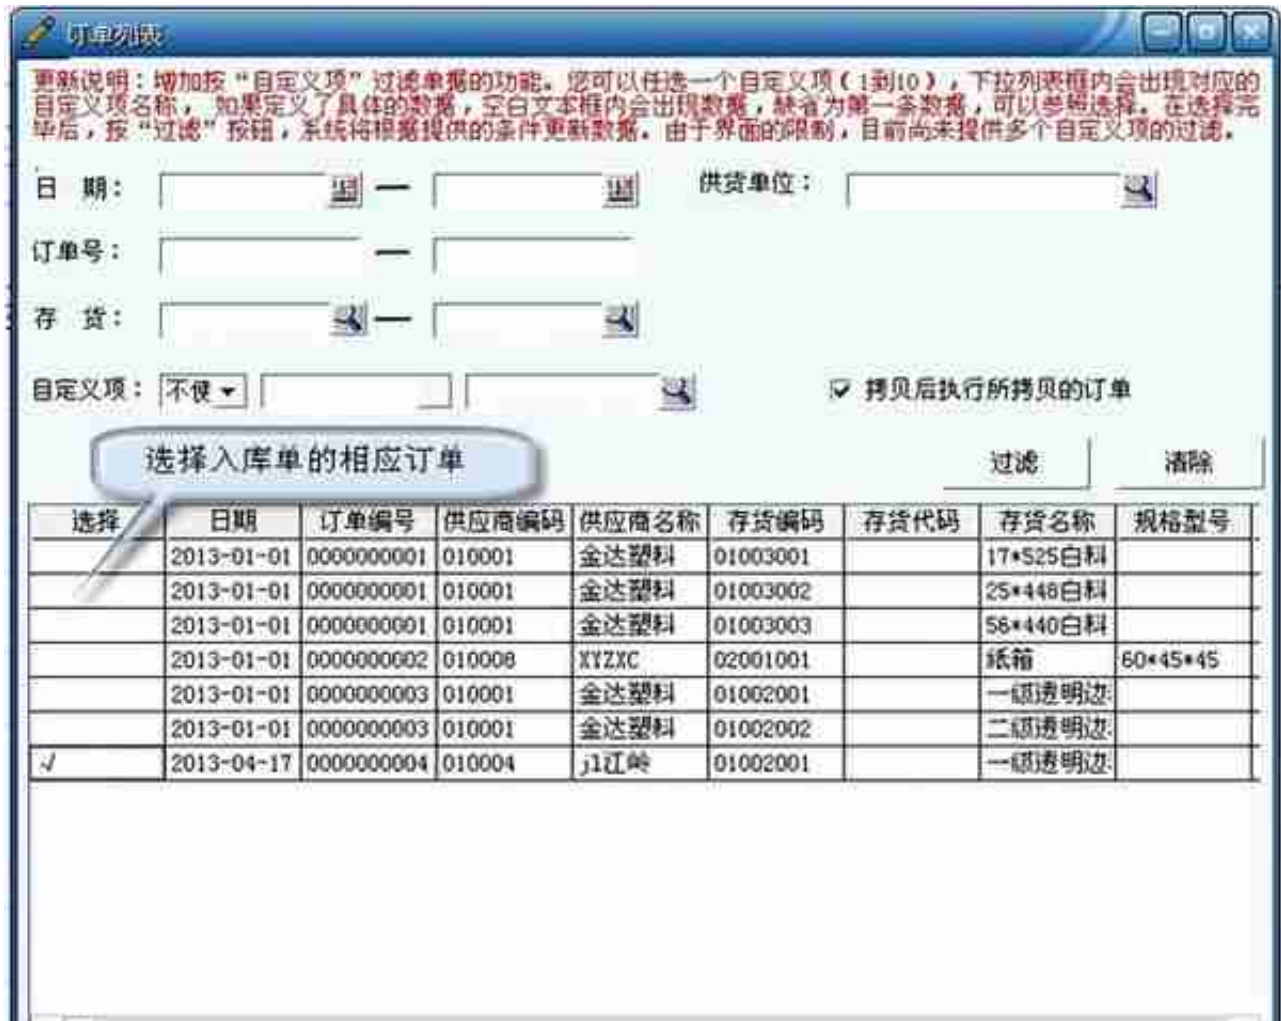 订单列表
更新说明：增加按“自定义项”过滤单据的功能。您可以任选一个自定义项（1到10），下拉列表框内会出现对应的
自定义项名称，如果定义了具体的数据，空白文本框内会出现数据，缺省为第一条数据，可以参照选择。在选择完
毕后，按“过滤”按钮，系统将根据提供的条件更新数据。由于界面的限制，目前尚未提供多个自定义项的过滤。
日 期： — 供货单位：
订单号： —
存 货： —
自定义项： 不使 拷贝后执行所拷贝的订单
选择入库单的相应订单
过滤 清除
选择 日期 订单编号 供应商编码 供应商名称 存货编码 存货代码 存货名称 规格型号
2013-01-01 0000000001 010001 金达塑料 01003001 17*525白料
2013-01-01 0000000001 010001 金达塑料 01003002 25*448白料
2013-01-01 0000000001 010001 金达塑料 01003003 56*440白料
2013-01-01 0000000002 010008 XYZXC 02001001 纸箱 60*45*45
2013-01-01 0000000003 010001 金达塑料 01002001 一级透明边
2013-01-01 0000000003 010001 金达塑料 01002002 二级透明边
√ 2013-04-17 0000000004 010004 jl辽岭 01002001 一级透明边